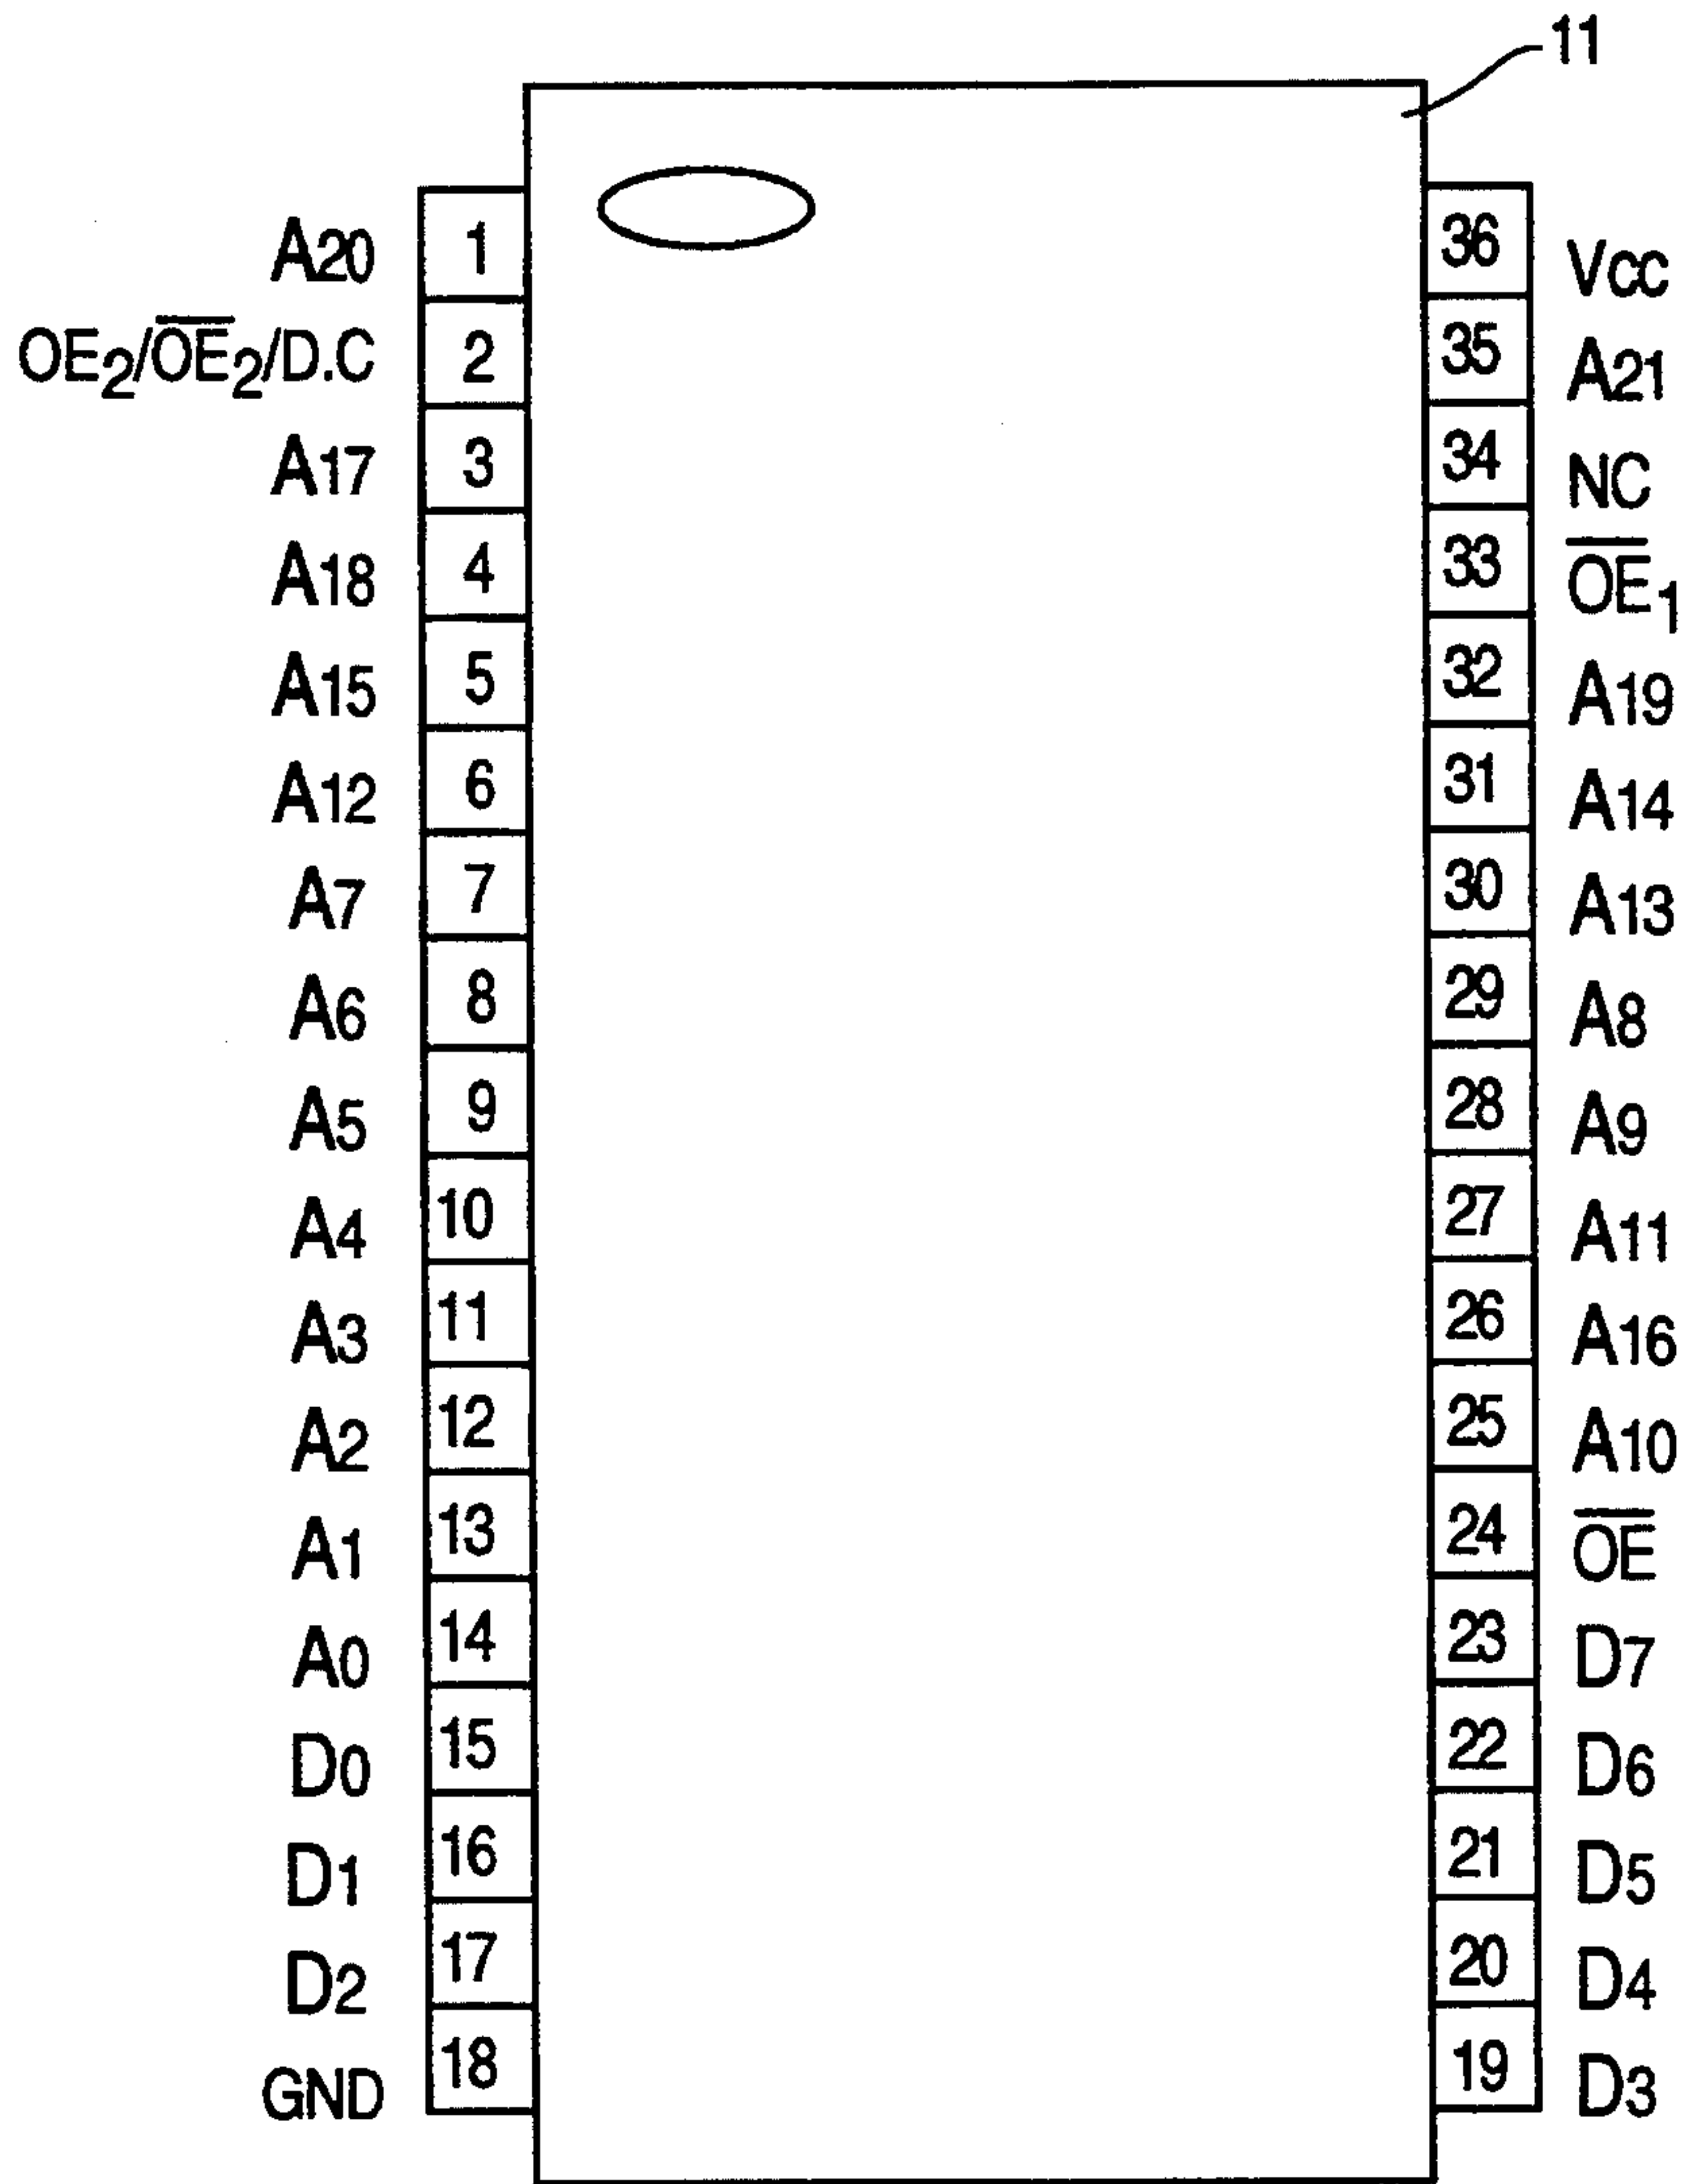 11
A20 1 36 VCC
OE2/O̅E̅2/D.C 2 35 A21
A17 3 34 NC
A18 4 33 O̅E̅1
A15 5 32 A19
A12 6 31 A14
A7 7 30 A13
A6 8 29 A8
A5 9 28 A9
A4 10 27 A11
A3 11 26 A16
A2 12 25 A10
A1 13 24 O̅E̅
A0 14 23 D7
D0 15 22 D6
D1 16 21 D5
D2 17 20 D4
GND 18 19 D3